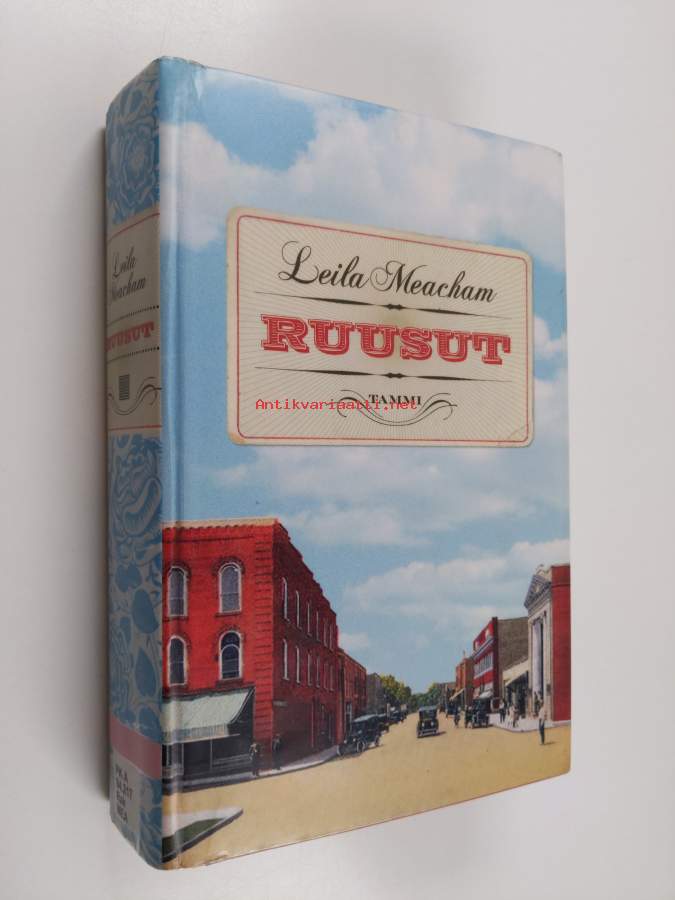 Leila Meacham
RUUSUT
TAMMI
Antikvariaatti.net
Leila
Meacham
RUUSUT